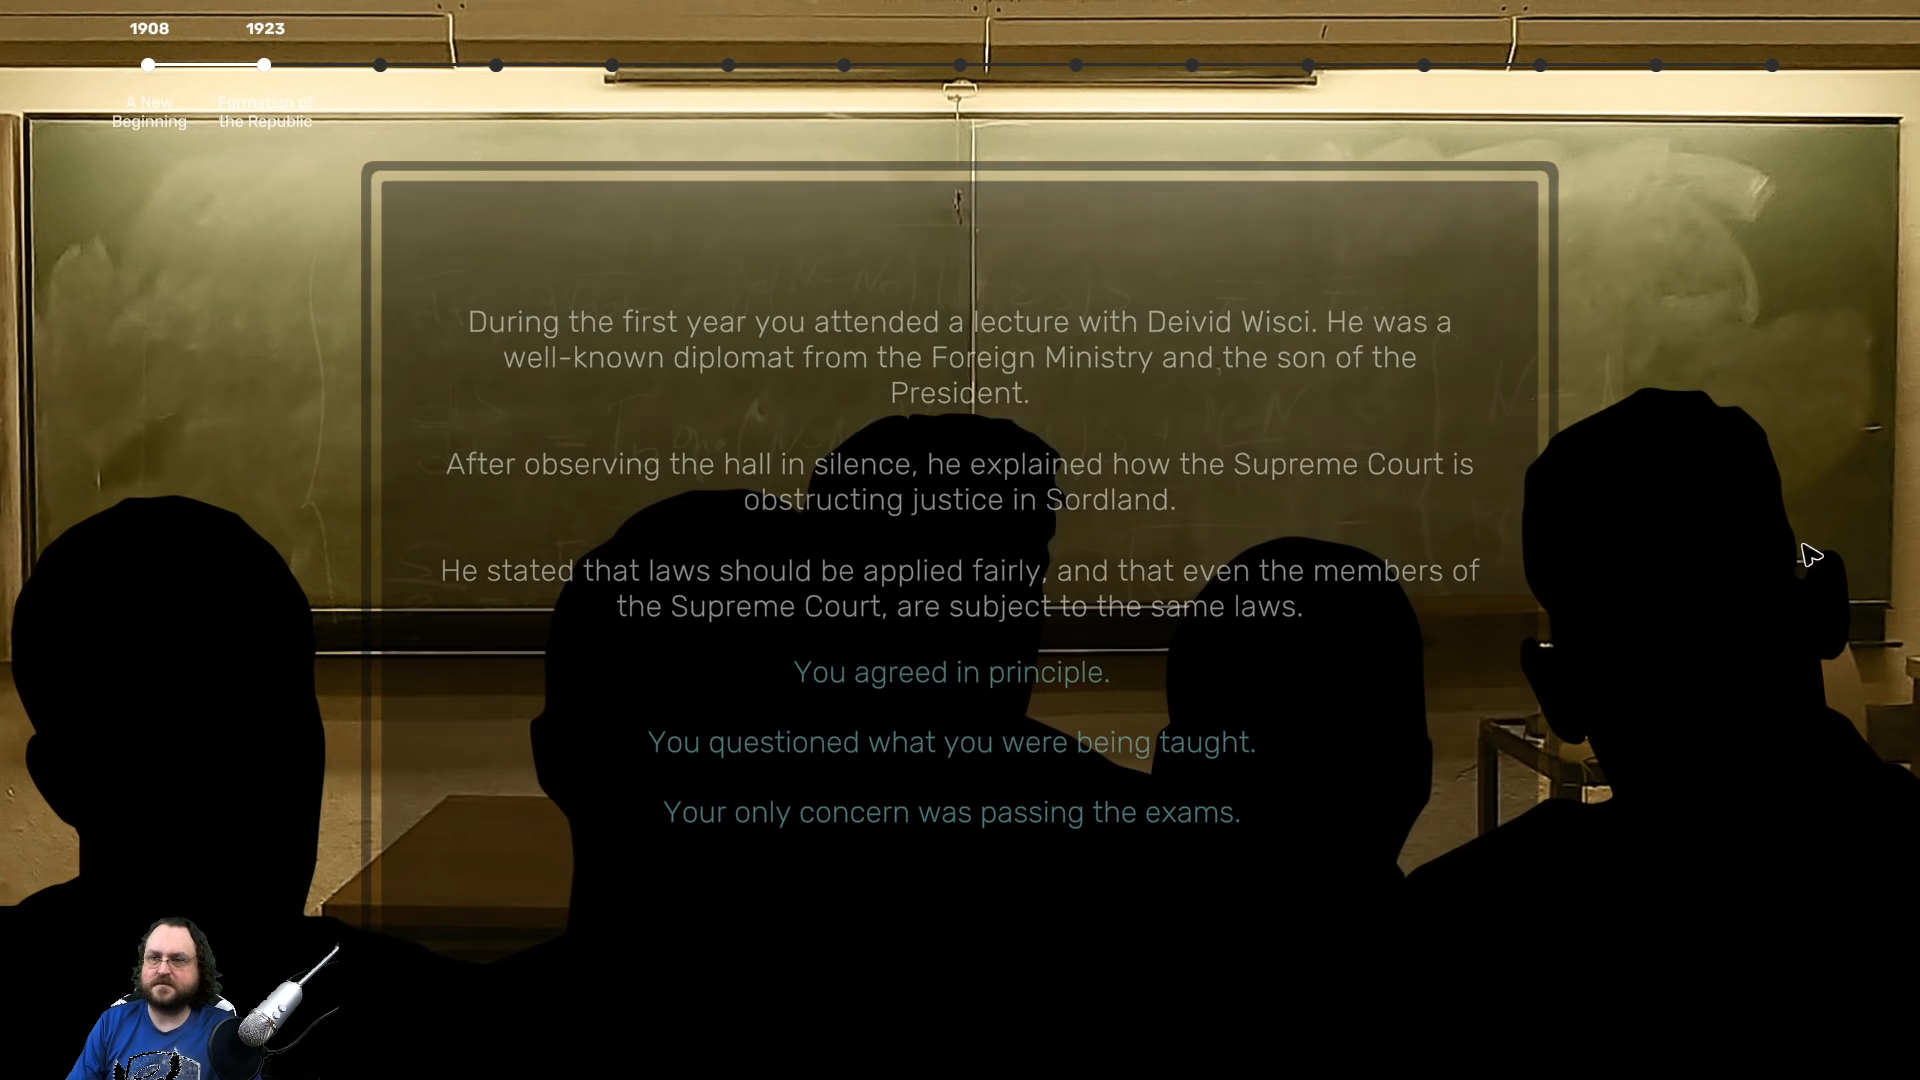 1908
1923
A New
Beginning
Formation of
the Republic
During the first year you attended a lecture with Deivid Wisci. He was a
well-known diplomat from the Foreign Ministry and the son of the
President.
After observing the hall in silence, he explained how the Supreme Court is
obstructing justice in Sordland.
He stated that laws should be applied fairly, and that even the members of
the Supreme Court, are subject to the same laws.
You agreed in principle.
You questioned what you were being taught.
Your only concern was passing the exams.